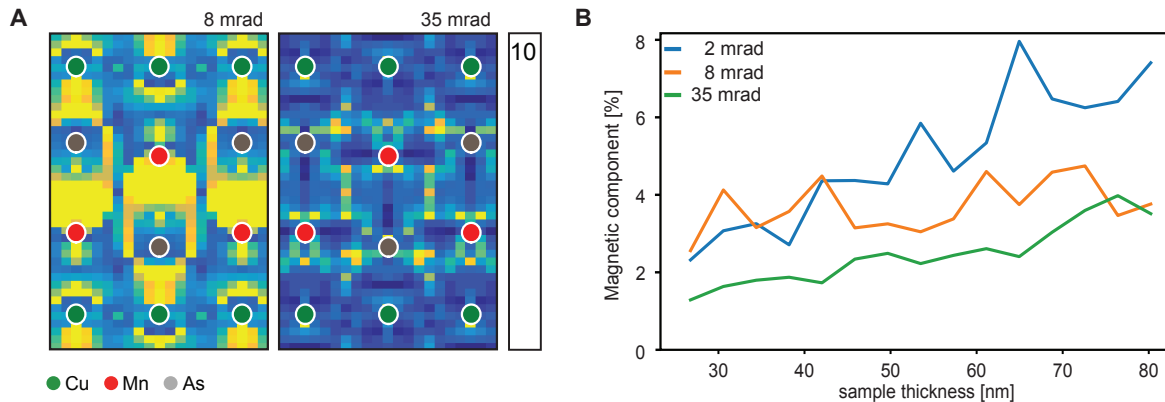 A
8 mrad
35 mrad
10
Cu
Mn
As
B
2 mrad
8 mrad
35 mrad
Magnetic component [%]
8
6
4
2
0
30
40
50
60
70
80
sample thickness [nm]